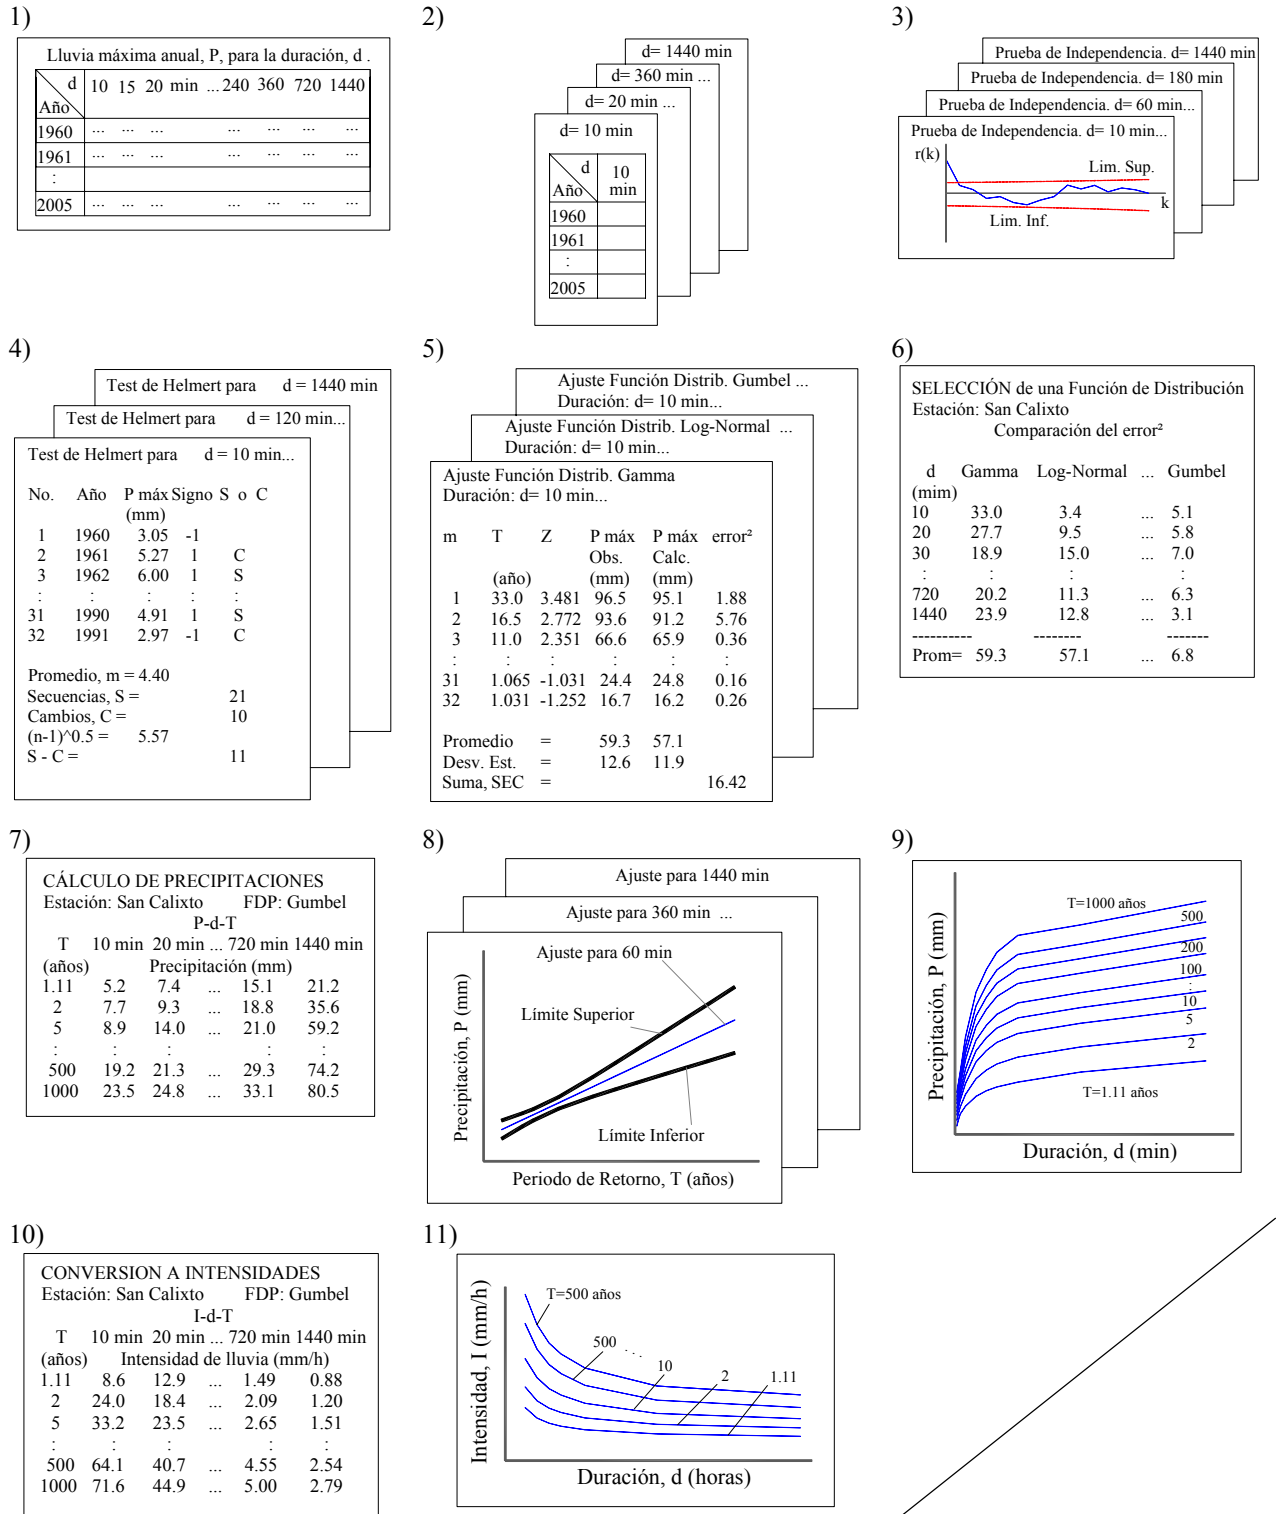 1)
Lluvia máxima anual, P, para la duración, d .
d 10 15 20 min ... 240 360 720 1440
Año
1960 ... ... ... ... ... ... ...
1961 ... ... ... ... ... ... ...
:
2005 ... ... ... ... ... ... ...
2)
d= 1440 min
d= 360 min ...
d= 20 min ...
d= 10 min
d 10
Año min
1960
1961
:
2005
3)
Prueba de Independencia. d= 1440 min
Prueba de Independencia. d= 180 min
Prueba de Independencia. d= 60 min...
Prueba de Independencia. d= 10 min...
r(k)
Lim. Sup.
k
Lim. Inf.
4)
Test de Helmert para d = 1440 min
Test de Helmert para d = 120 min...
Test de Helmert para d = 10 min...
No. Año P máx Signo S o C
(mm)
1 1960 3.05 -1
2 1961 5.27 1 C
3 1962 6.00 1 S
: : : : :
31 1990 4.91 1 S
32 1991 2.97 -1 C
Promedio, m = 4.40
Secuencias, S = 21
Cambios, C = 10
(n-1)^0.5 = 5.57
S - C = 11
5)
Ajuste Función Distrib. Gumbel ...
Duración: d= 10 min...
Ajuste Función Distrib. Log-Normal ...
Duración: d= 10 min...
Ajuste Función Distrib. Gamma
Duración: d= 10 min...
m T Z P máx P máx error²
Obs. Calc.
(año) (mm) (mm)
1 33.0 3.481 96.5 95.1 1.88
2 16.5 2.772 93.6 91.2 5.76
3 11.0 2.351 66.6 65.9 0.36
: : : : : :
31 1.065 -1.031 24.4 24.8 0.16
32 1.031 -1.252 16.7 16.2 0.26
Promedio = 59.3 57.1
Desv. Est. = 12.6 11.9
Suma, SEC = 16.42
6)
SELECCIÓN de una Función de Distribución
Estación: San Calixto
Comparación del error²
d Gamma Log-Normal ... Gumbel
(mim)
10 33.0 3.4 ... 5.1
20 27.7 9.5 ... 5.8
30 18.9 15.0 ... 7.0
: : : :
720 20.2 11.3 ... 6.3
1440 23.9 12.8 ... 3.1
---------- -------- -------
Prom= 59.3 57.1 ... 6.8
7)
CÁLCULO DE PRECIPITACIONES
Estación: San Calixto FDP: Gumbel
P-d-T
T 10 min 20 min ... 720 min 1440 min
(años) Precipitación (mm)
1.11 5.2 7.4 ... 15.1 21.2
2 7.7 9.3 ... 18.8 35.6
5 8.9 14.0 ... 21.0 59.2
: : : : :
500 19.2 21.3 ... 29.3 74.2
1000 23.5 24.8 ... 33.1 80.5
8)
Ajuste para 1440 min
Ajuste para 360 min ...
Ajuste para 60 min
Límite Superior
Límite Inferior
Precipitación, P (mm)
Periodo de Retorno, T (años)
9)
T=1000 años
500
200
100
:
10
5
2
T=1.11 años
Precipitación, P (mm)
Duración, d (min)
10)
CONVERSION A INTENSIDADES
Estación: San Calixto FDP: Gumbel
I-d-T
T 10 min 20 min ... 720 min 1440 min
(años) Intensidad de lluvia (mm/h)
1.11 8.6 12.9 ... 1.49 0.88
2 24.0 18.4 ... 2.09 1.20
5 33.2 23.5 ... 2.65 1.51
: : : : :
500 64.1 40.7 ... 4.55 2.54
1000 71.6 44.9 ... 5.00 2.79
11)
T=500 años
500 . . .
10
2
1.11
Intensidad, I (mm/h)
Duración, d (horas)